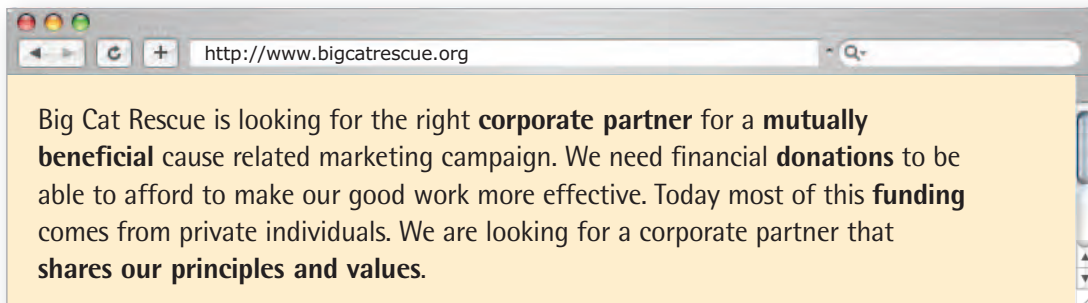 http://www.bigcatrescue.org
Big Cat Rescue is looking for the right corporate partner for a mutually
beneficial cause related marketing campaign. We need financial donations to be
able to afford to make our good work more effective. Today most of this funding
comes from private individuals. We are looking for a corporate partner that
shares our principles and values.